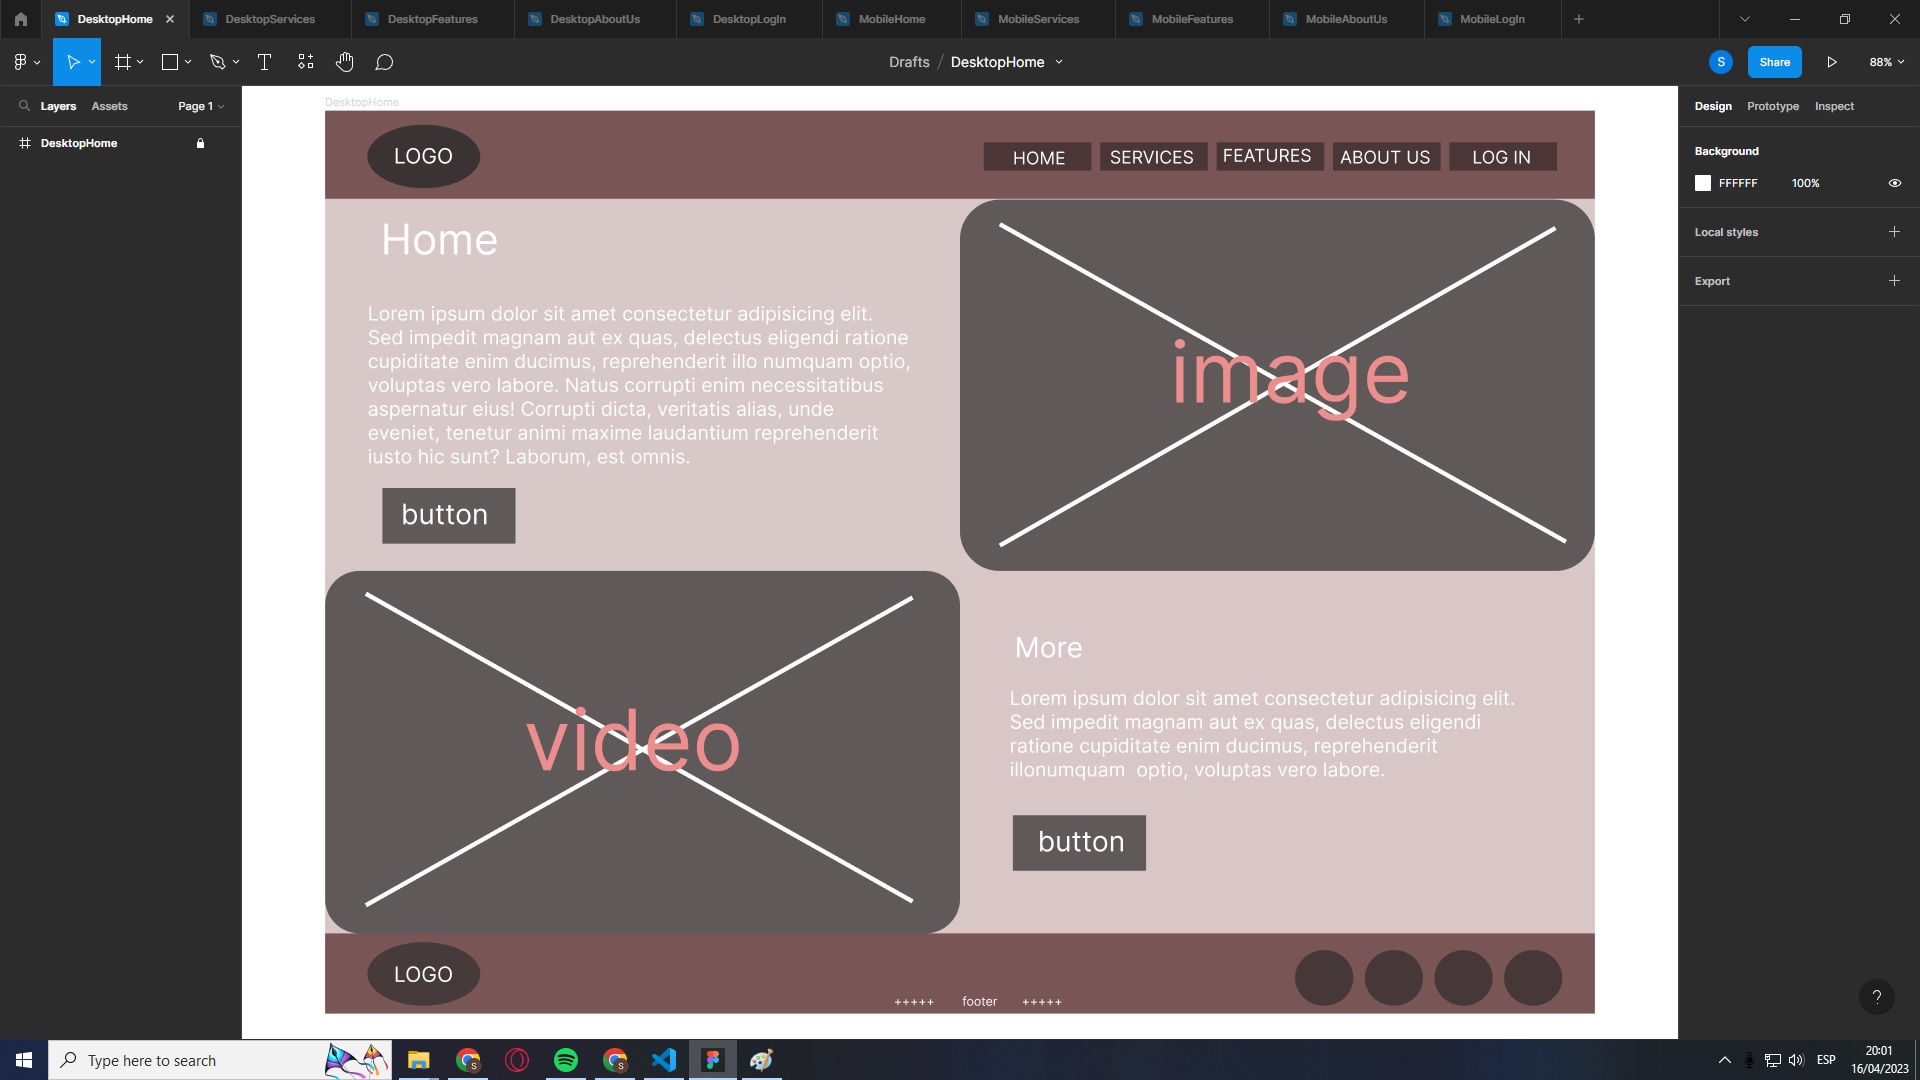 DesktopHome DesktopServices DesktopFeatures DesktopAboutUs DesktopLogIn MobileHome MobileServices MobileFeatures MobileAboutUs MobileLogIn
Drafts / DesktopHome S Share 88%
Layers Assets Page 1 Design Prototype Inspect
DesktopHome
DesktopHome
Background
FFFFFF 100%
Local styles
Export
LOGO HOME SERVICES FEATURES ABOUT US LOG IN
Home
Lorem ipsum dolor sit amet consectetur adipisicing elit.
Sed impedit magnam aut ex quas, delectus eligendi ratione
cupiditate enim ducimus, reprehenderit illo numquam optio,
voluptas vero labore. Natus corrupti enim necessitatibus
aspernatur eius! Corrupti dicta, veritatis alias, unde
eveniet, tenetur animi maxime laudantium reprehenderit
iusto hic sunt? Laborum, est omnis.
button
image
video
More
Lorem ipsum dolor sit amet consectetur adipisicing elit.
Sed impedit magnam aut ex quas, delectus eligendi
ratione cupiditate enim ducimus, reprehenderit
illonumquam  optio, voluptas vero labore.
button
LOGO
+++++ footer +++++
?
Type here to search
S
S
ESP
20:01
16/04/2023